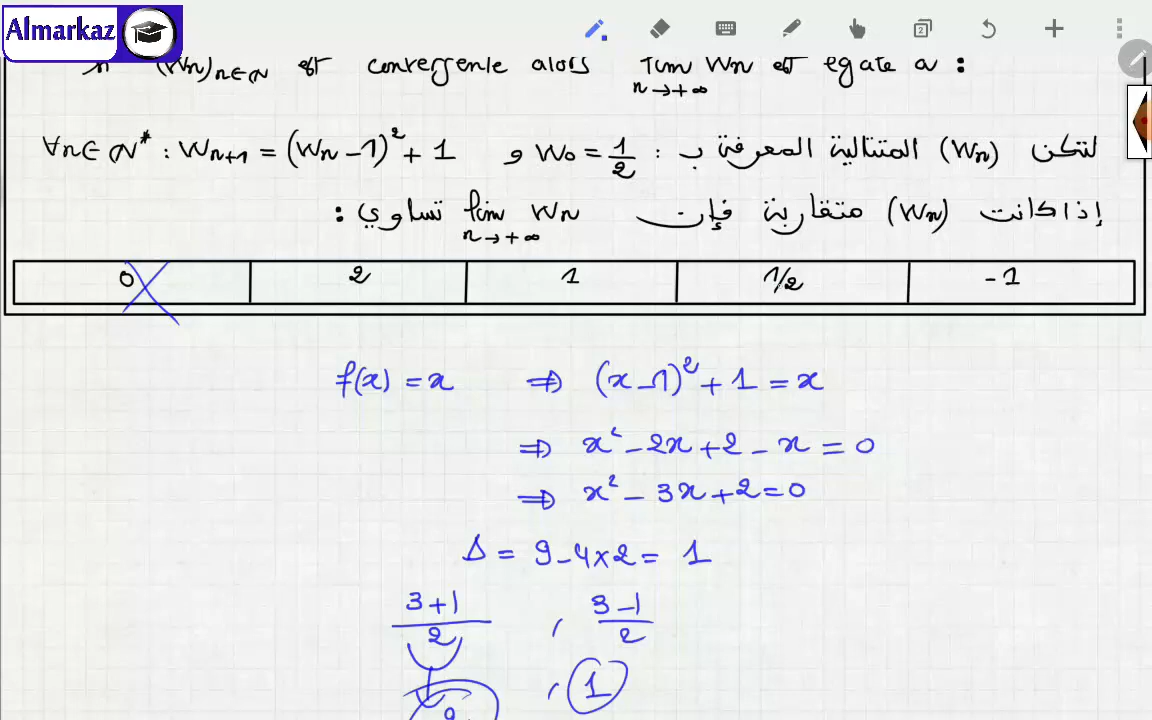 Almarkaz
(Wn)n∈ℕ est convergente alors lim Wn est egale a :
n→+∞
لتكن (Wn) المتتالية المعرفة ب : W0 = 1/2 و ∀n∈ℕ* : Wn+1 = (Wn −1)² + 1
إذا كانت (Wn) متقاربة فإن lim Wn تساوي :
n→+∞
0 2 1 1/2 -1
f(x) = x ⇒ (x −1)² + 1 = x
⇒ x² − 2x + 2 − x = 0
⇒ x² − 3x + 2 = 0
Δ = 9 − 4×2 = 1
3+1/2 , 3−1/2
2 , 1